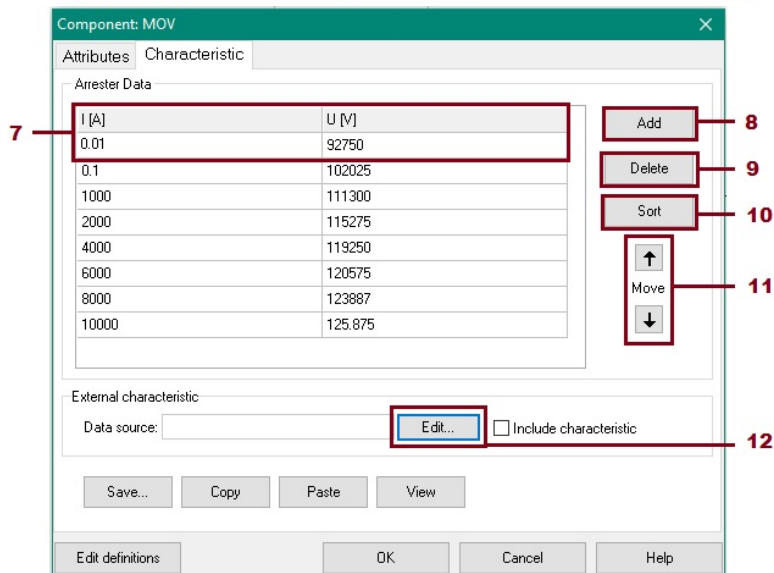 Component: MOV
Attributes Characteristic
Arrester Data
7 I [A] U [V] Add 8
0.01 92750
0.1 102025 Delete 9
1000 111300
2000 115275 Sort 10
4000 119250
6000 120575 Move 11
8000 123887
10000 125.875
External characteristic
Data source: Edit... Include characteristic 12
Save... Copy Paste View
Edit definitions OK Cancel Help